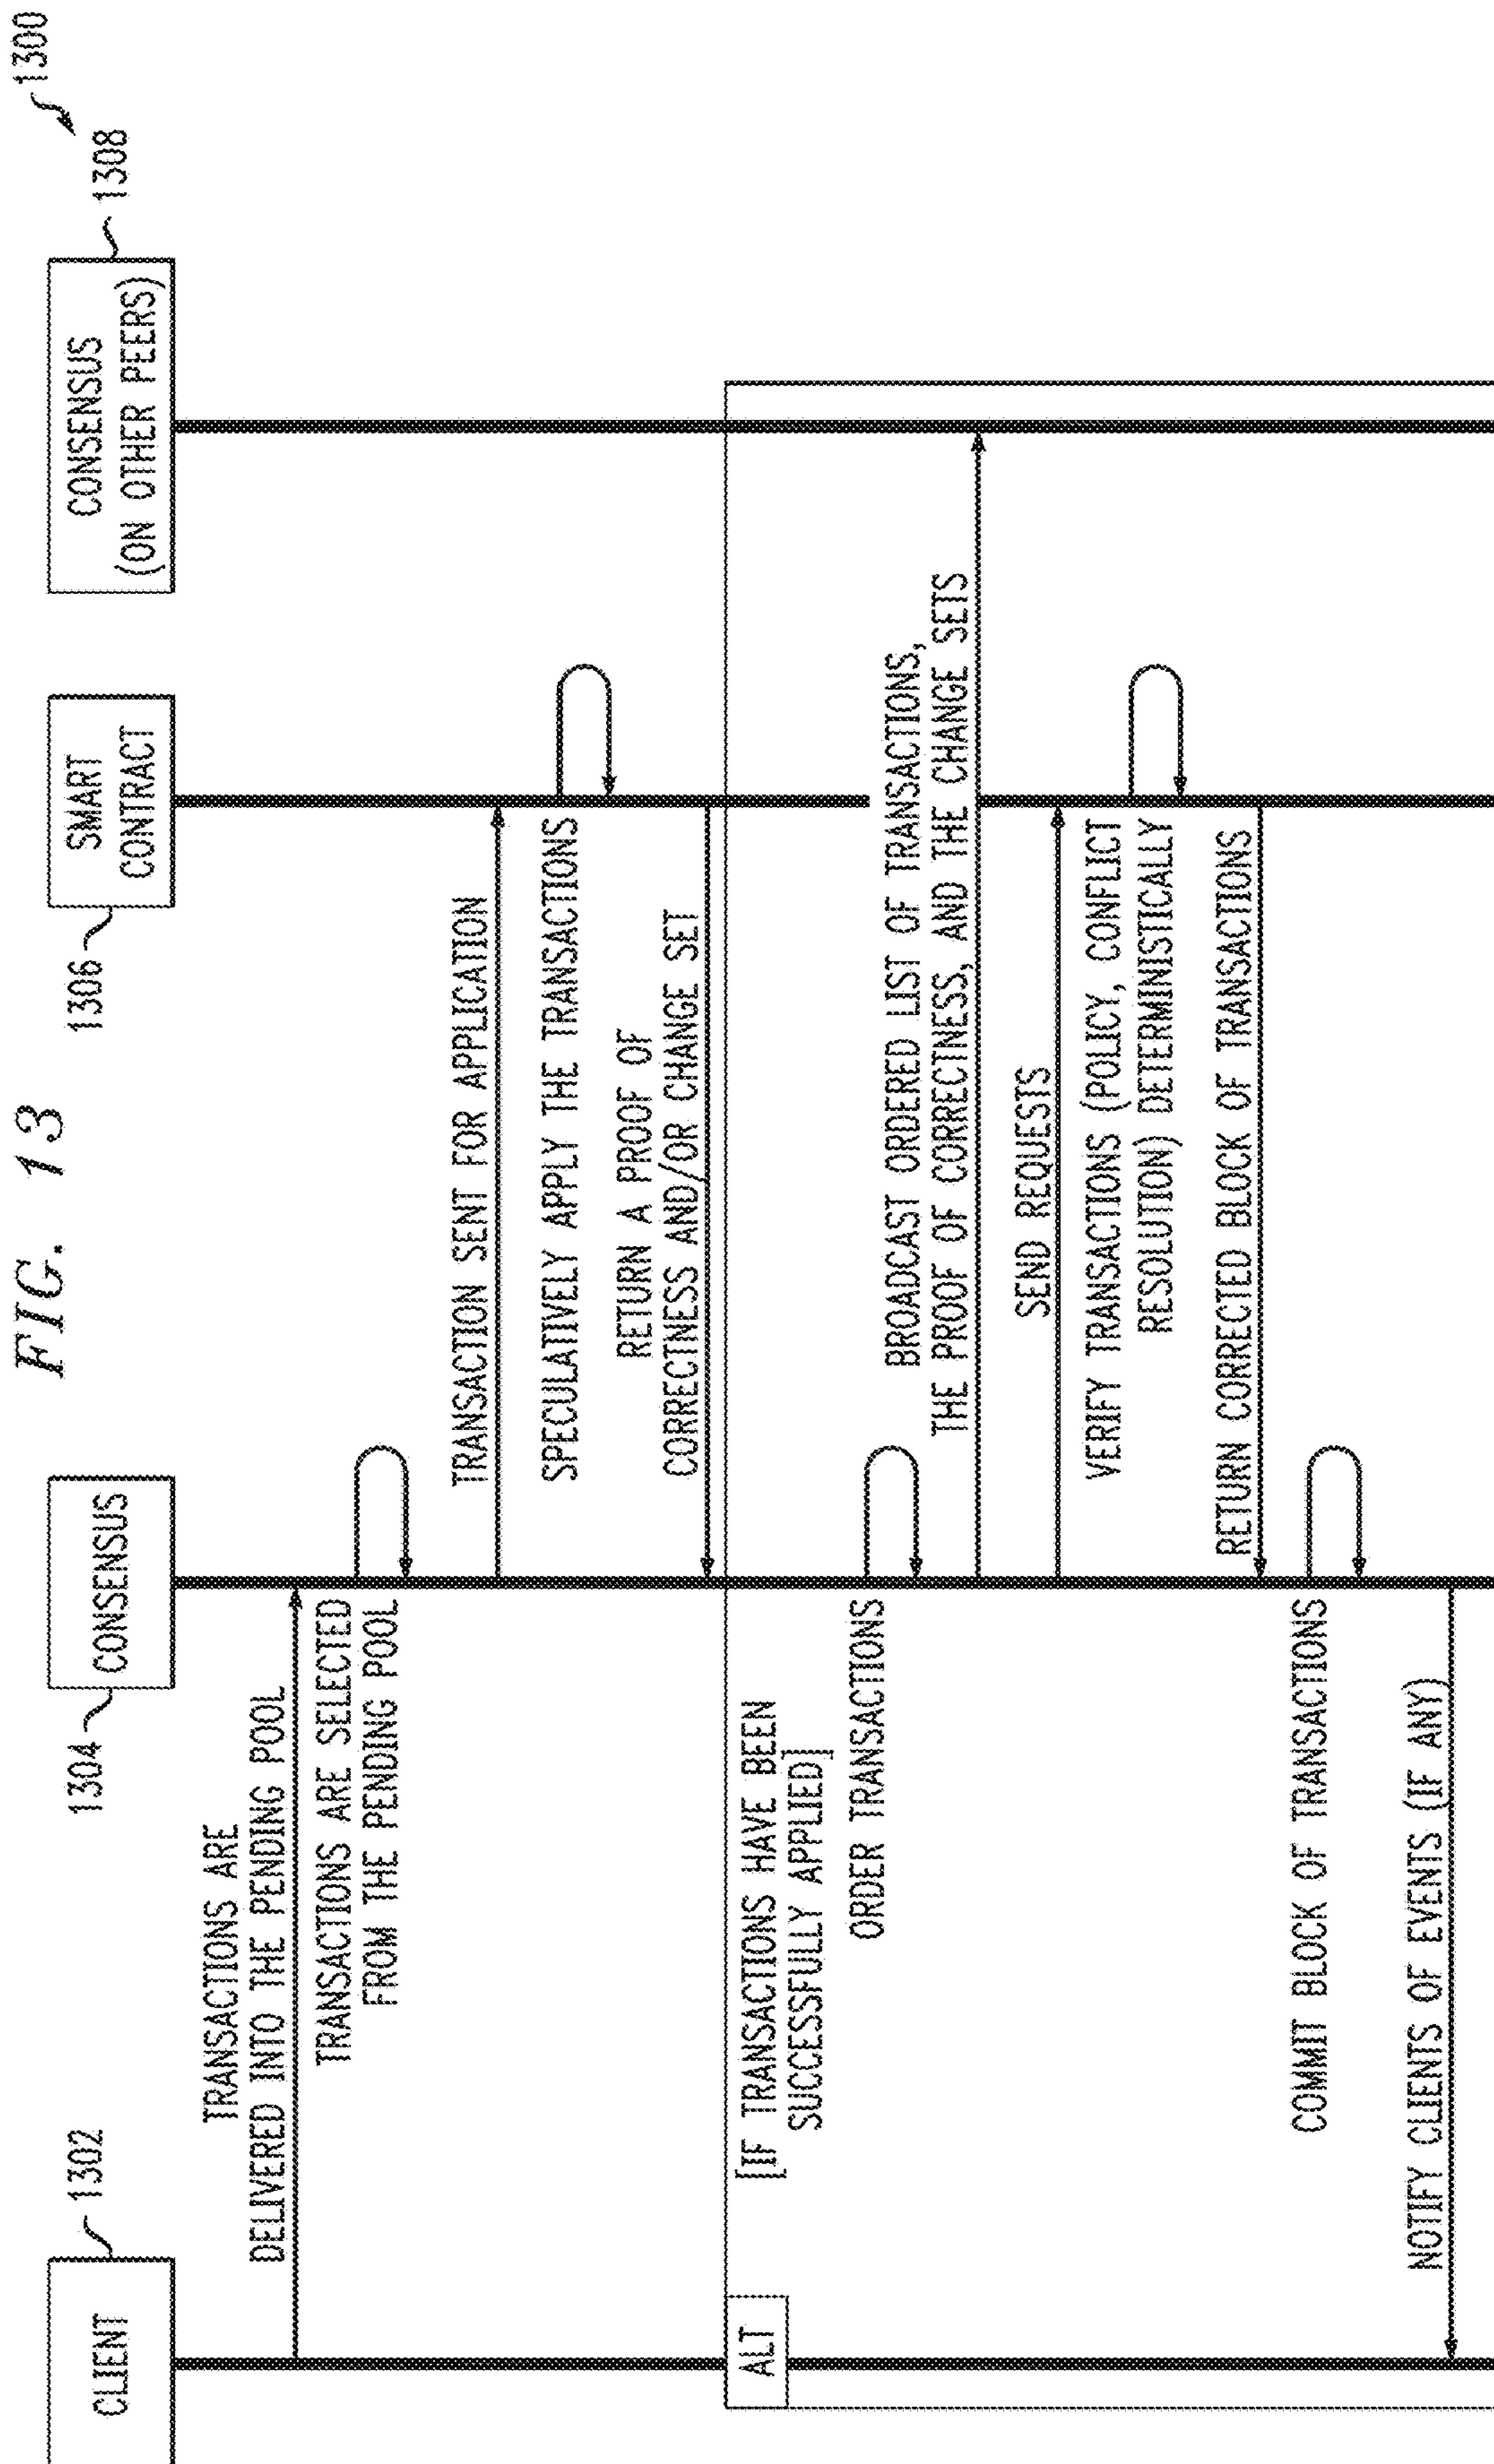 FIG. 13
1300
CLIENT
1302
1304
CONSENSUS
1306
SMART
CONTRACT
CONSENSUS
(ON OTHER PEERS)
1308
TRANSACTIONS ARE
DELIVERED INTO THE PENDING POOL
TRANSACTIONS ARE SELECTED
FROM THE PENDING POOL
TRANSACTION SENT FOR APPLICATION
SPECULATIVELY APPLY THE TRANSACTIONS
RETURN A PROOF OF
CORRECTNESS AND/OR CHANGE SET
ALT
[IF TRANSACTIONS HAVE BEEN
SUCCESSFULLY APPLIED]
ORDER TRANSACTIONS
BROADCAST ORDERED LIST OF TRANSACTIONS,
THE PROOF OF CORRECTNESS, AND THE CHANGE SETS
SEND REQUESTS
VERIFY TRANSACTIONS (POLICY, CONFLICT
RESOLUTION) DETERMINISTICALLY
RETURN CORRECTED BLOCK OF TRANSACTIONS
COMMIT BLOCK OF TRANSACTIONS
NOTIFY CLIENTS OF EVENTS (IF ANY)